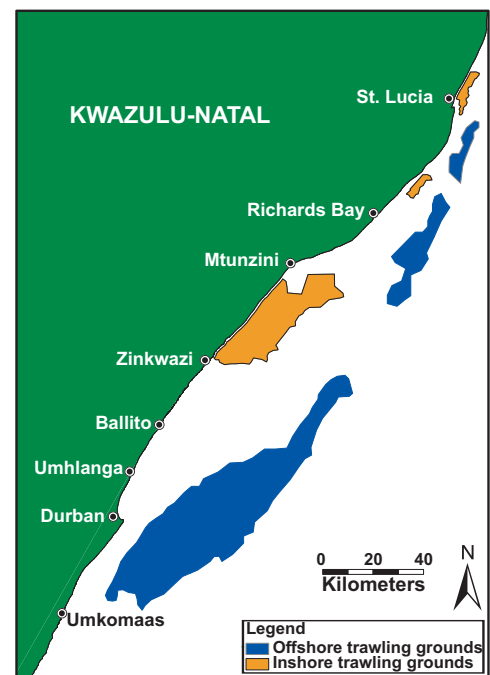 St. Lucia
KWAZULU-NATAL
Richards Bay
Mtunzini
Zinkwazi
Ballito
Umhlanga
Durban
Umkomaas
0 20 40
Kilometers
N
Legend
Offshore trawling grounds
Inshore trawling grounds